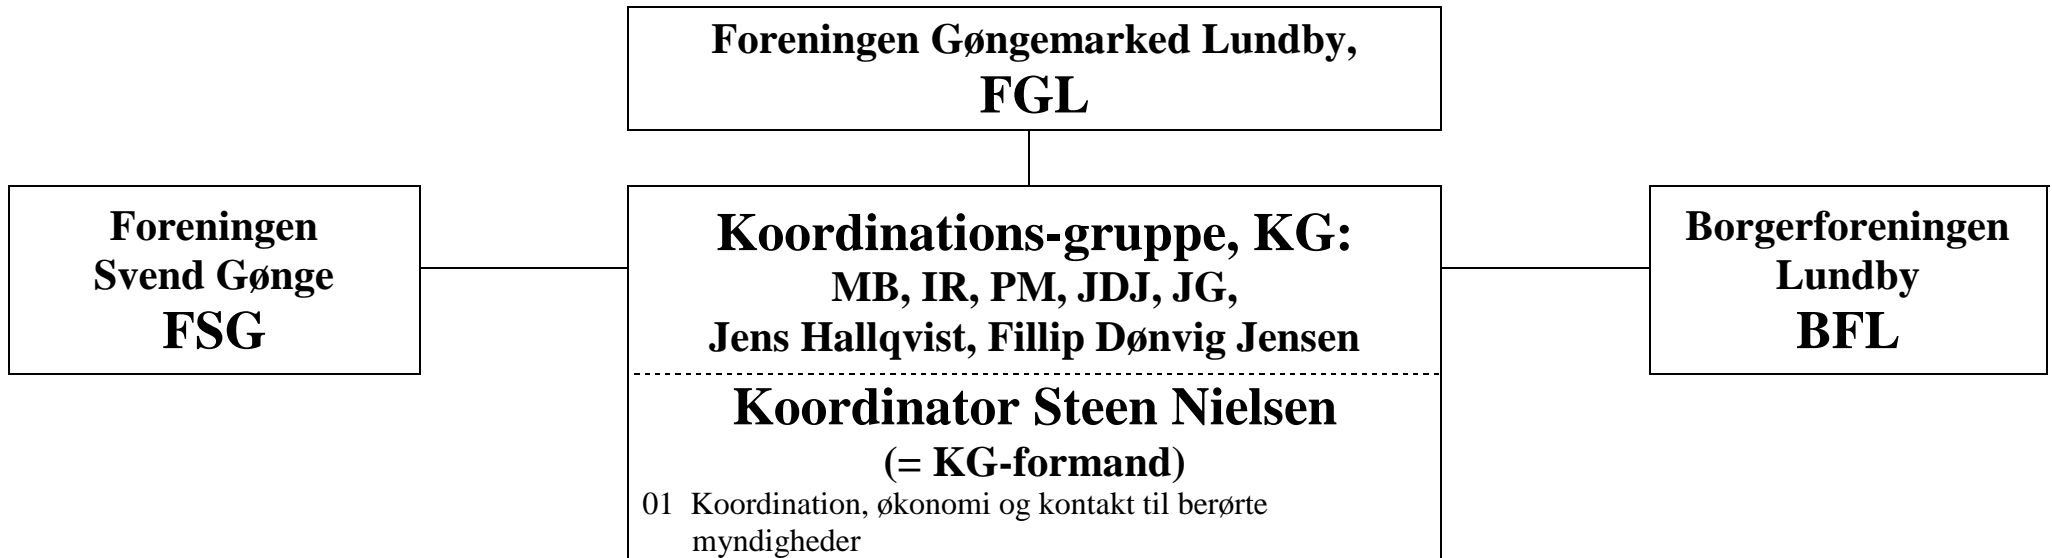 Foreningen Gøngemarked Lundby,
FGL
Foreningen
Svend Gønge
FSG
Koordinations-gruppe, KG:
MB, IR, PM, JDJ, JG,
Jens Hallqvist, Fillip Dønvig Jensen
Koordinator Steen Nielsen
(= KG-formand)
01 Koordination, økonomi og kontakt til berørte
myndigheder
Borgerforeningen
Lundby
BFL